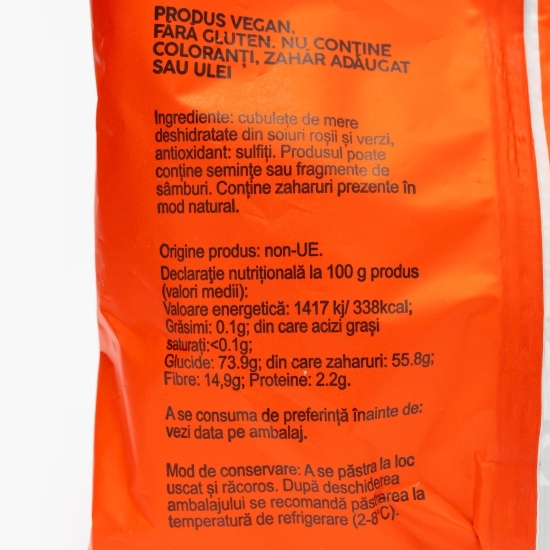 PRODUS VEGAN,
FĂRĂ GLUTEN. NU CONȚINE
COLORANȚI, ZAHĂR ADĂUGAT
SAU ULEI
Ingrediente: cubulețe de mere
deshidratate din soiuri roșii și verzi,
antioxidant: sulfiți. Produsul poate
conține semințe sau fragmente de
sâmburi. Conține zaharuri prezente în
mod natural.
Origine produs: non-UE.
Declarație nutrițională la 100 g produs
(valori medii):
Valoare energetică: 1417 kj/ 338kcal;
Grăsimi: 0.1g; din care acizi grași
saturați:<0.1g;
Glucide: 73.9g; din care zaharuri: 55.8g;
Fibre: 14,9g; Proteine: 2.2g.
A se consuma de preferință înainte de:
vezi data pe ambalaj.
Mod de conservare: A se păstra la loc
uscat și răcoros. După deschiderea
ambalajului se recomandă păstrarea la
temperatură de refrigerare (2-8°C).